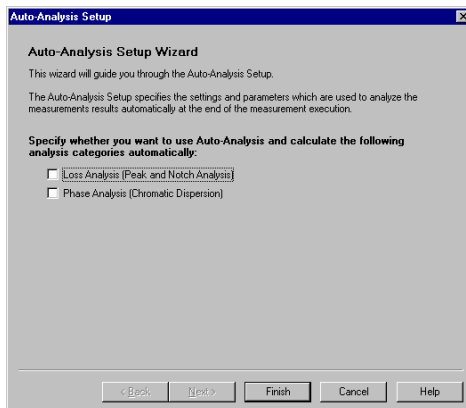 Auto-Analysis Setup
Auto-Analysis Setup Wizard
This wizard will guide you through the Auto-Analysis Setup.
The Auto-Analysis Setup specifies the settings and parameters which are used to analyze the
measurements results automatically at the end of the measurement execution.
Specify whether you want to use Auto-Analysis and calculate the following
analysis categories automatically:
Loss Analysis (Peak and Notch Analysis)
Phase Analysis (Chromatic Dispersion)
< Back Next > Finish Cancel Help